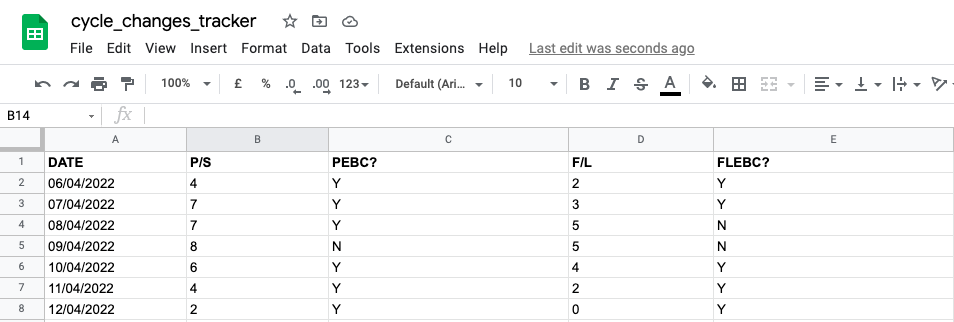 cycle_changes_tracker
File Edit View Insert Format Data Tools Extensions Help Last edit was seconds ago
100% £ % .0 .00 123 Default (Ari... 10 B I S A
B14 fx
A B C D E
1 DATE P/S PEBC? F/L FLEBC?
2 06/04/2022 4 Y 2 Y
3 07/04/2022 7 Y 3 Y
4 08/04/2022 7 Y 5 N
5 09/04/2022 8 N 5 N
6 10/04/2022 6 Y 4 Y
7 11/04/2022 4 Y 2 Y
8 12/04/2022 2 Y 0 Y